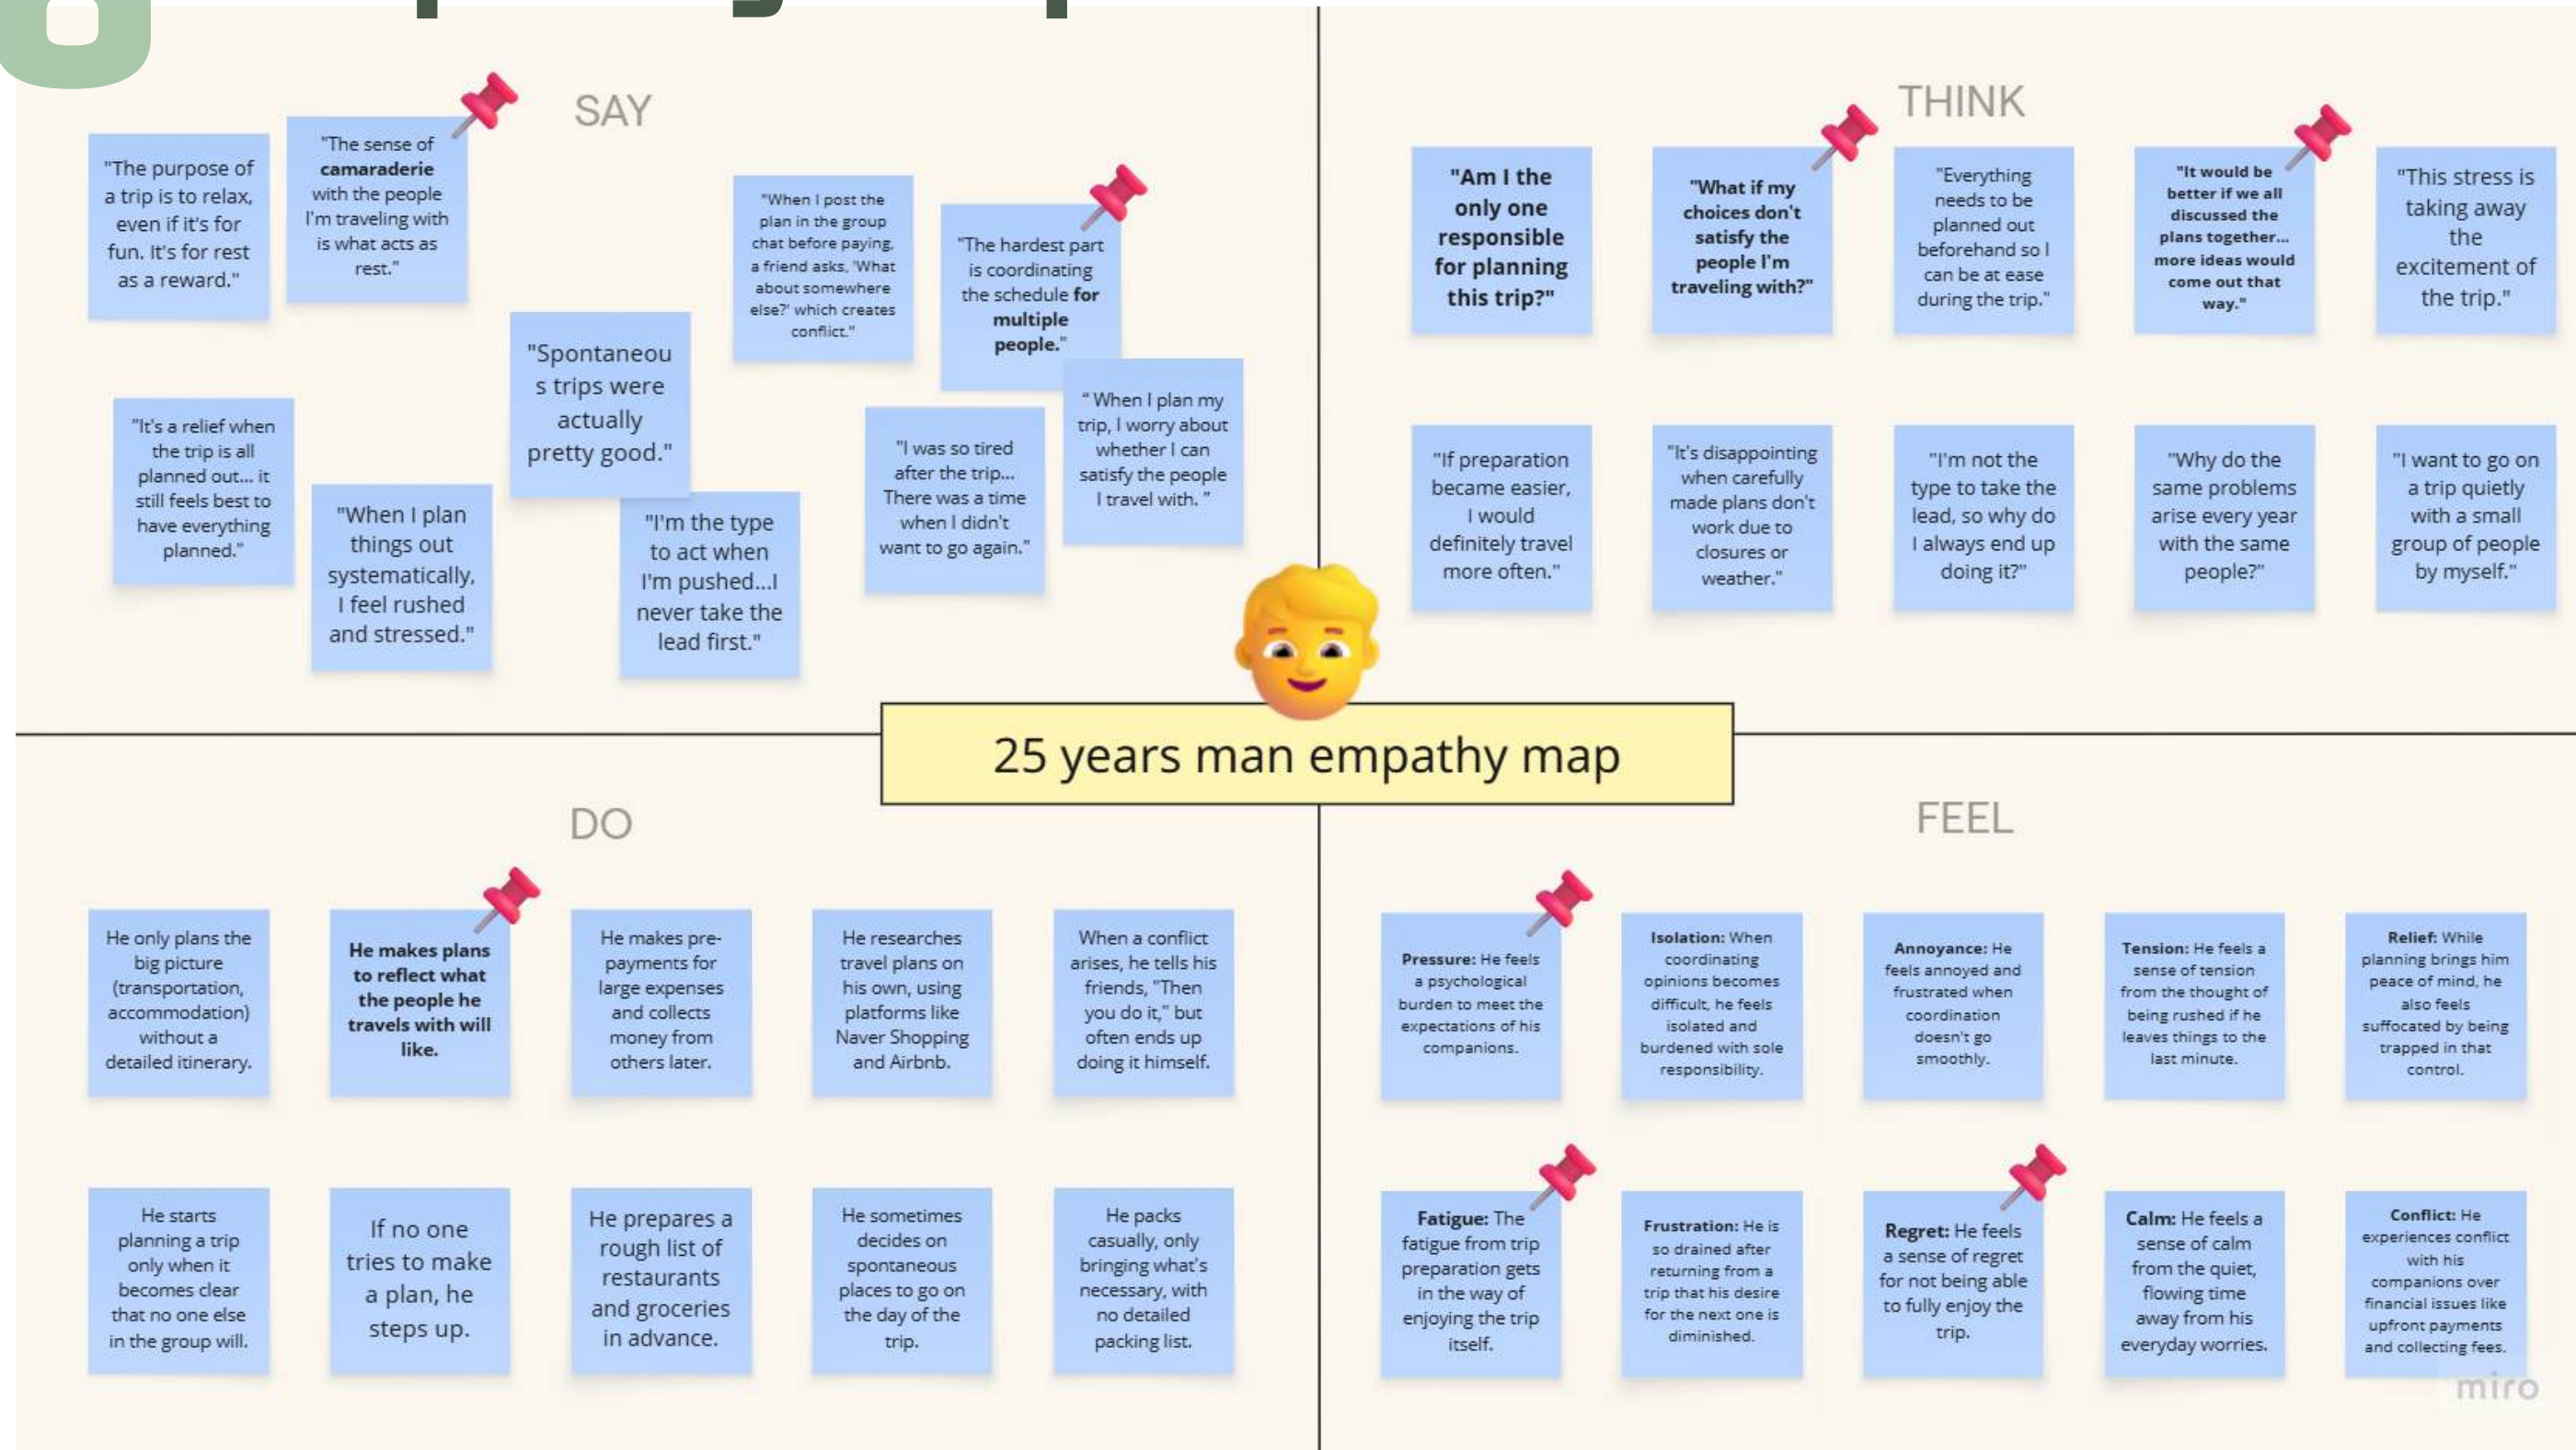 SAY
"The purpose of
a trip is to relax,
even if it's for
fun. It's for rest
as a reward."
"The sense of
camaraderie
with the people
I'm traveling with
is what acts as
rest."
"When I post the
plan in the group
chat before paying,
a friend asks, 'What
about somewhere
else?' which creates
conflict."
"The hardest part
is coordinating
the schedule for
multiple
people."
"Spontaneou
s trips were
actually
pretty good."
"It's a relief when
the trip is all
planned out... it
still feels best to
have everything
planned."
"When I plan
things out
systematically,
I feel rushed
and stressed."
"I'm the type
to act when
I'm pushed...I
never take the
lead first."
"I was so tired
after the trip...
There was a time
when I didn't
want to go again."
" When I plan my
trip, I worry about
whether I can
satisfy the people
I travel with. "
THINK
"Am I the
only one
responsible
for planning
this trip?"
"What if my
choices don't
satisfy the
people I'm
traveling with?"
"Everything
needs to be
planned out
beforehand so I
can be at ease
during the trip."
"It would be
better if we all
discussed the
plans together...
more ideas would
come out that
way."
"This stress is
taking away
the
excitement of
the trip."
"If preparation
became easier,
I would
definitely travel
more often."
"It's disappointing
when carefully
made plans don't
work due to
closures or
weather."
"I'm not the
type to take the
lead, so why do
I always end up
doing it?"
"Why do the
same problems
arise every year
with the same
people?"
"I want to go on
a trip quietly
with a small
group of people
by myself."
25 years man empathy map
DO
He only plans the
big picture
(transportation,
accommodation)
without a
detailed itinerary.
He makes plans
to reflect what
the people he
travels with will
like.
He makes pre-
payments for
large expenses
and collects
money from
others later.
He researches
travel plans on
his own, using
platforms like
Naver Shopping
and Airbnb.
When a conflict
arises, he tells his
friends, "Then
you do it," but
often ends up
doing it himself.
He starts
planning a trip
only when it
becomes clear
that no one else
in the group will.
If no one
tries to make
a plan, he
steps up.
He prepares a
rough list of
restaurants
and groceries
in advance.
He sometimes
decides on
spontaneous
places to go on
the day of the
trip.
He packs
casually, only
bringing what's
necessary, with
no detailed
packing list.
FEEL
Pressure: He feels
a psychological
burden to meet the
expectations of his
companions.
Isolation: When
coordinating
opinions becomes
difficult, he feels
isolated and
burdened with sole
responsibility.
Annoyance: He
feels annoyed and
frustrated when
coordination
doesn't go
smoothly.
Tension: He feels a
sense of tension
from the thought of
being rushed if he
leaves things to the
last minute.
Relief: While
planning brings him
peace of mind, he
also feels
suffocated by being
trapped in that
control.
Fatigue: The
fatigue from trip
preparation gets
in the way of
enjoying the trip
itself.
Frustration: He is
so drained after
returning from a
trip that his desire
for the next one is
diminished.
Regret: He feels
a sense of regret
for not being able
to fully enjoy the
trip.
Calm: He feels a
sense of calm
from the quiet,
flowing time
away from his
everyday worries.
Conflict: He
experiences conflict
with his
companions over
financial issues like
upfront payments
and collecting fees.
miro